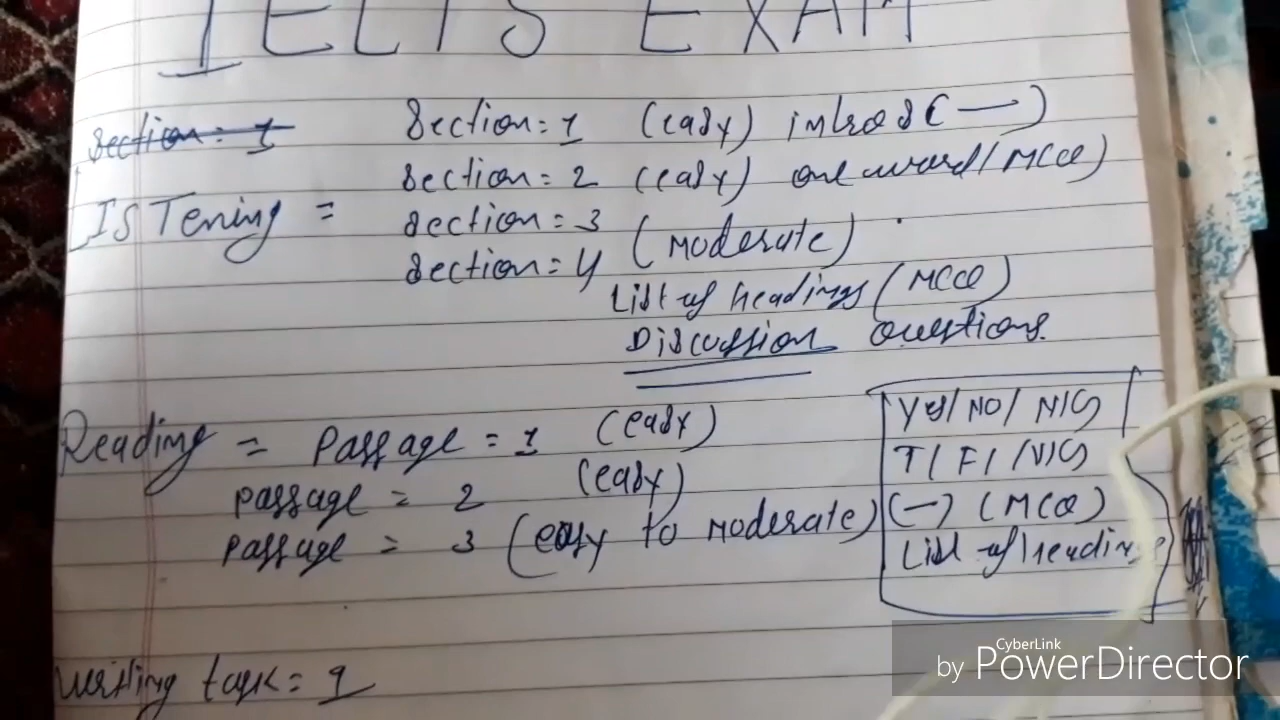 IELTS EXAM
Section: 1
Section: 1 (easy) intro & (—)
Section = 2 (easy) one word/MCQ)
LISTening =
Section = 3
Section = 4 (Moderate)
List of headings (MCQ)
Discussion Questions.
Reading = Passage = 1 (easy)
passage = 2 (easy)
Passage = 3 (easy to Moderate)
Yes/NO/NG
T/F/NG
(—) (MCQ)
List of heading
Writing task = 1
CyberLink
by PowerDirector